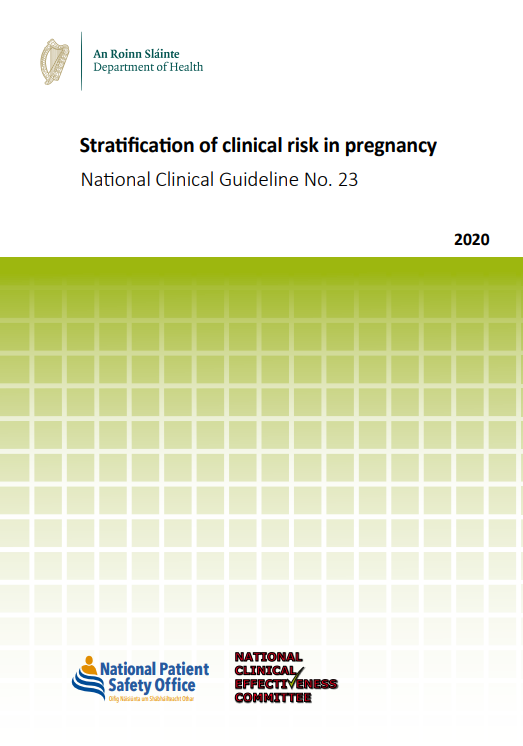 An Roinn Sláinte
Department of Health
Stratification of clinical risk in pregnancy
National Clinical Guideline No. 23
2020
National Patient
Safety Office
Oifig Náisiúnta um Shábháilteacht Othar
NATIONAL
CLINICAL
EFFECTIVENESS
COMMITTEE